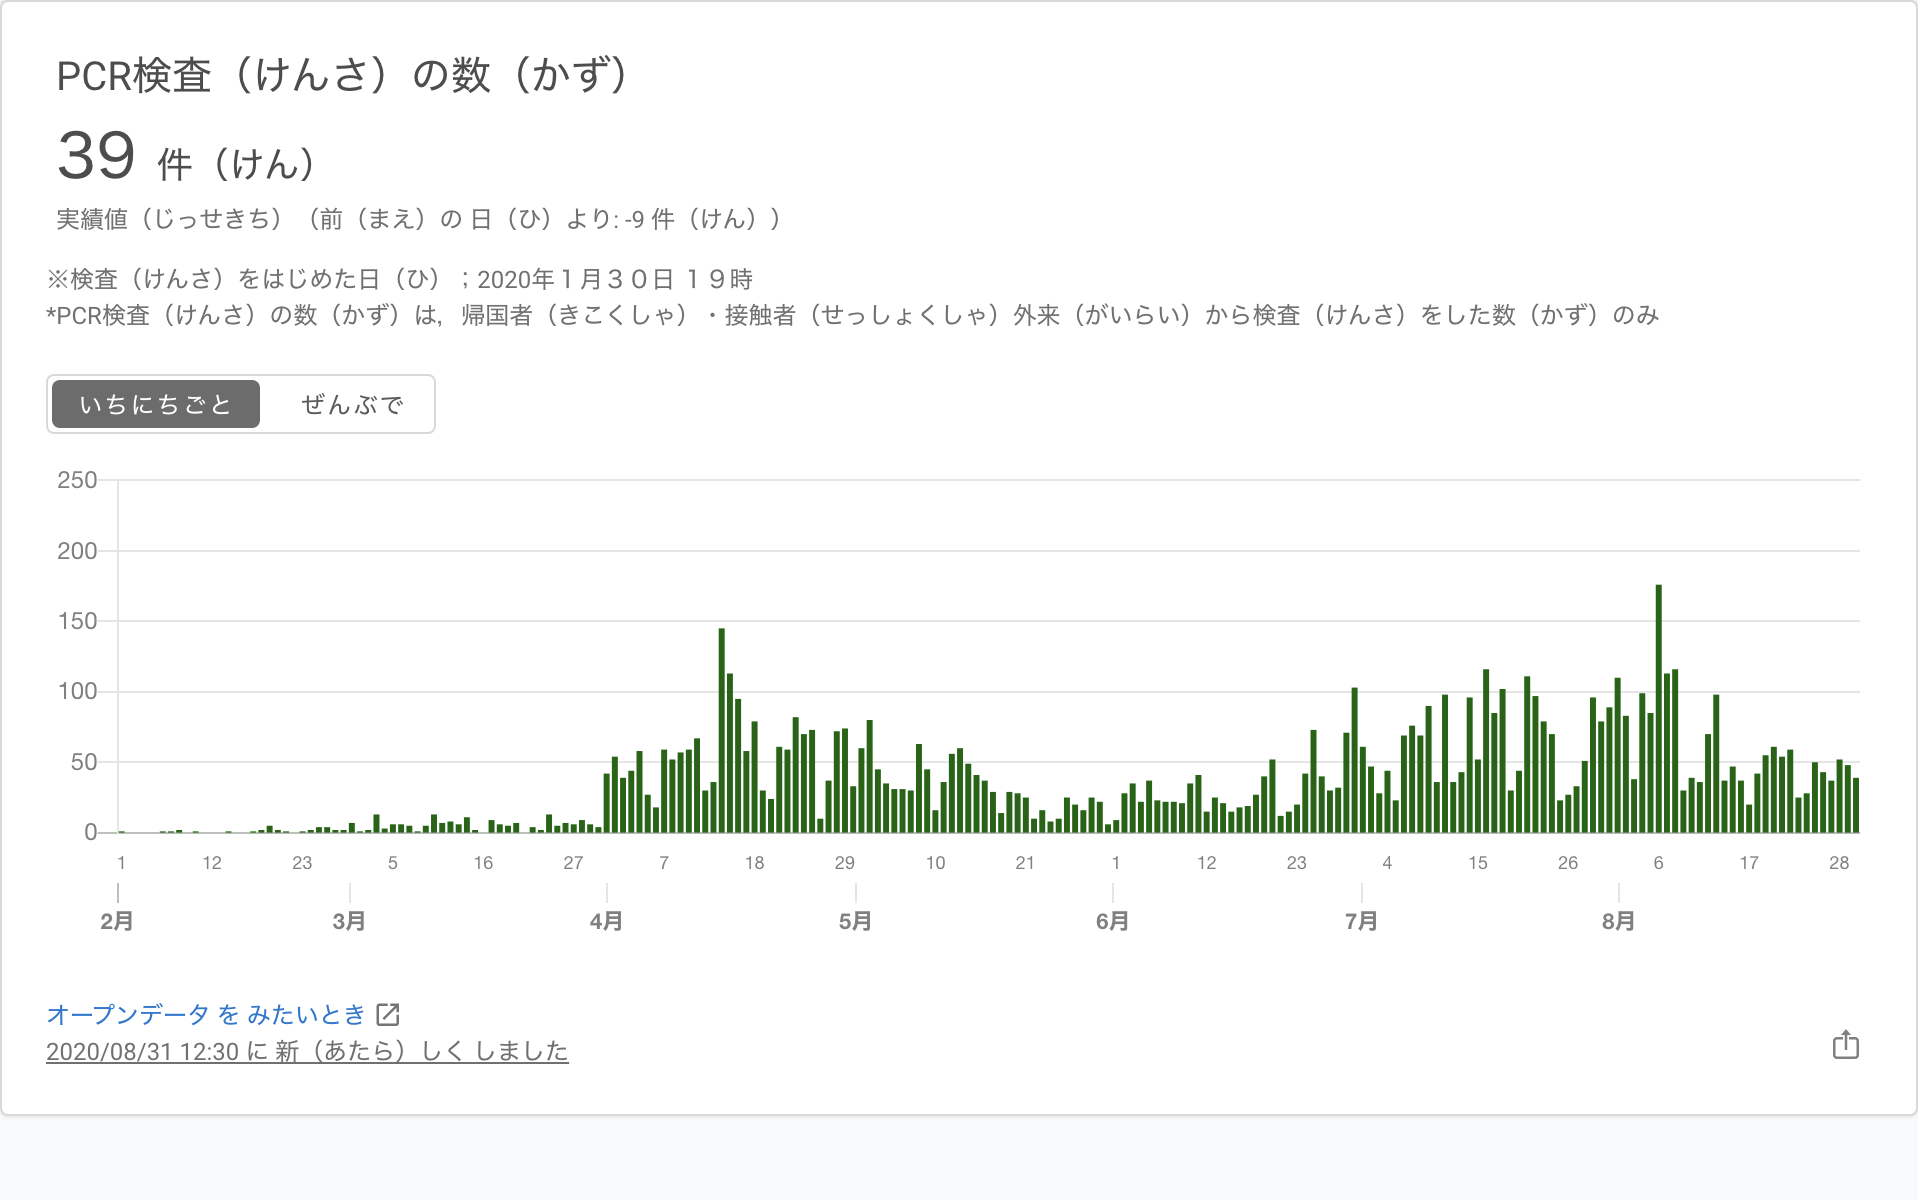 PCR検査（けんさ）の数（かず）
39 件（けん）
実績値（じっせきち）（前（まえ）の 日（ひ）より: -9 件（けん））
※検査（けんさ）をはじめた日（ひ）；2020年１月３０日 １９時
*PCR検査（けんさ）の数（かず）は，帰国者（きこくしゃ）・接触者（せっしょくしゃ）外来（がいらい）から検査（けんさ）をした数（かず）のみ
いちにちごと ぜんぶで
250
200
150
100
50
0
1 12 23 5 16 27 7 18 29 10 21 1 12 23 4 15 26 6 17 28
2月 3月 4月 5月 6月 7月 8月
オープンデータ を みたいとき
2020/08/31 12:30 に 新（あたら）しく しました